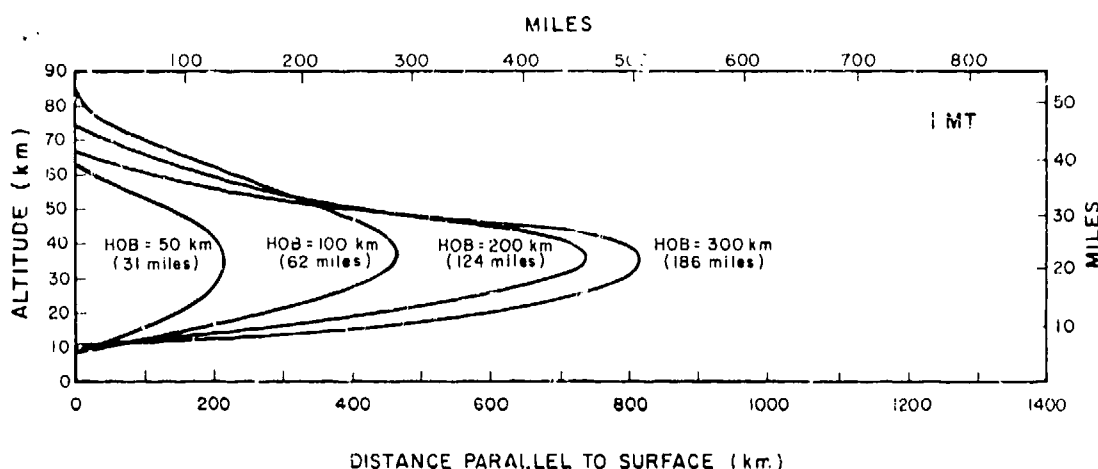 MILES
100 200 300 400 500 600 700 800
90
80
70
60
50
40
30
20
10
0
ALTITUDE (km)
1 MT
HOB = 50 km
(31 miles)
HOB = 100 km
(62 miles)
HOB = 200 km
(124 miles)
HOB = 300 km
(186 miles)
50
40
30
20
10
MILES
0 200 400 600 800 1000 1200 1400
DISTANCE PARALLEL TO SURFACE (km)